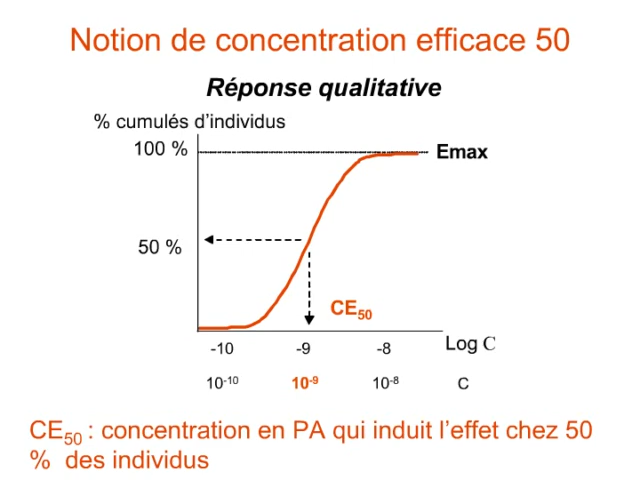 Notion de concentration efficace 50
Réponse qualitative
% cumulés d'individus
100 %
Emax
50 %
CE50
-10 -9 -8 Log C
10-10 10-9 10-8 C
CE50 : concentration en PA qui induit l'effet chez 50
% des individus